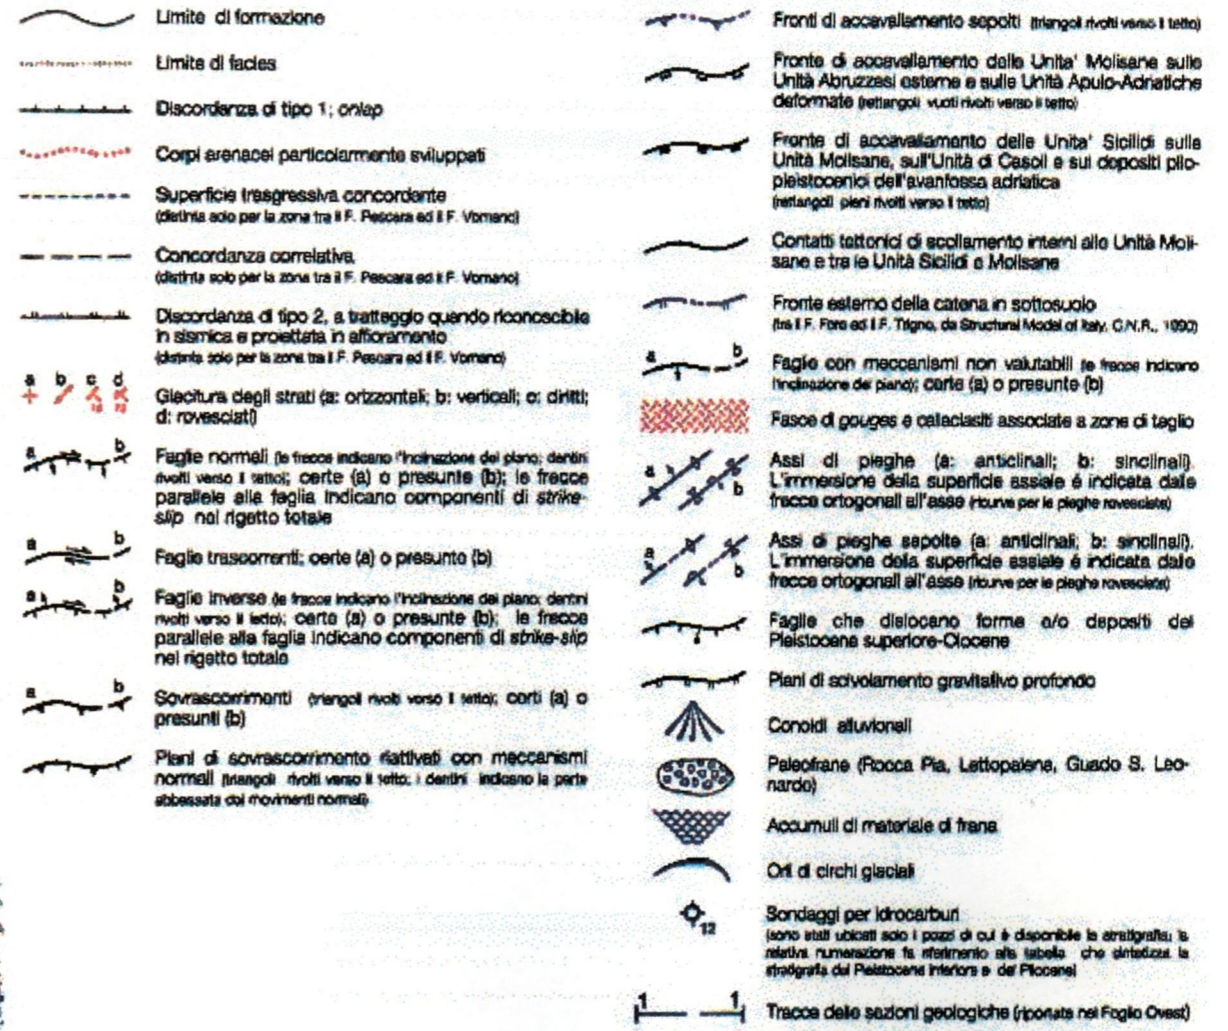 Limite di formazione
Limite di facies
Discordanza di tipo 1; onlap
Corpi arenacei particolarmente sviluppati
Superficie trasgressiva concordante
(distinta solo per la zona tra il F. Pescara ed il F. Vomano)
Concordanza correlativa
(distinta solo per la zona tra il F. Pescara ed il F. Vomano)
Discordanza di tipo 2, a tratteggio quando riconoscibile
in sismica e proiettata in affioramento
(distinta solo per la zona tra il F. Pescara ed il F. Vomano)
a b c d
Giacitura degli strati (a: orizzontali; b: verticali; c: diritti;
d: rovesciati)
a b
Faglie normali (le frecce indicano l'inclinazione del piano; dentini
rivolti verso il tetto); certe (a) o presunte (b); le frecce
parallele alla faglia indicano componenti di strike-
slip nel rigetto totale
a b
Faglie trascorrenti; certe (a) o presunte (b)
a b
Faglie inverse (le frecce indicano l'inclinazione del piano; dentini
rivolti verso il tetto); certe (a) o presunte (b); le frecce
parallele alla faglia indicano componenti di strike-slip
nel rigetto totale
a b
Sovrascorrimenti (triangoli rivolti verso il tetto); certi (a) o
presunti (b)
Piani di sovrascorrimento riattivati con meccanismi
normali (triangoli rivolti verso il tetto; i dentini indicano la parte
abbassata dai movimenti normali)
Fronti di accavallamento sepolti (triangoli rivolti verso il tetto)
Fronte di accavallamento delle Unita' Molisane sulle
Unità Abruzzesi esterne e sulle Unità Apulo-Adriatiche
deformate (rettangoli vuoti rivolti verso il tetto)
Fronte di accavallamento delle Unita' Sicilidi sulle
Unità Molisane, sull'Unità di Casoli e sui depositi plio-
pleistocenici dell'avanfossa adriatica
(rettangoli pieni rivolti verso il tetto)
Contatti tettonici di scollamento interni alle Unità Moli-
sane e tra le Unità Sicilidi e Molisane
Fronte esterno della catena in sottosuolo
(tra il F. Foro ed il F. Trigno, da Structural Model of Italy, C.N.R., 1990)
a b
Faglie con meccanismi non valutabili (le frecce indicano
l'inclinazione del piano); certe (a) o presunte (b)
Fasce di gouges e cataclasiti associate a zone di taglio
a b
Assi di pieghe (a: anticlinali; b: sinclinali).
L'immersione della superficie assiale é indicata dalle
frecce ortogonali all'asse (ricurve per le pieghe rovesciate)
a b
Assi di pieghe sepolte (a: anticlinali; b: sinclinali).
L'immersione della superficie assiale é indicata dalle
frecce ortogonali all'asse (ricurve per le pieghe rovesciate)
Faglie che dislocano forme e/o depositi del
Pleistocene superiore-Olocene
Piani di scivolamento gravitativo profondo
Conoidi alluvionali
Paleofrane (Rocca Pia, Lettopalena, Guado S. Leo-
nardo)
Accumuli di materiale di frana
Orli di circhi glaciali
12
Sondaggi per idrocarburi
(sono stati ubicati solo i pozzi di cui è disponibile la stratigrafia; la
relativa numerazione fa riferimento alla tabella che sintetizza la
stratigrafia del Pleistocene inferiore e del Pliocene)
1 1
Tracce delle sezioni geologiche (riportate nel Foglio Ovest)